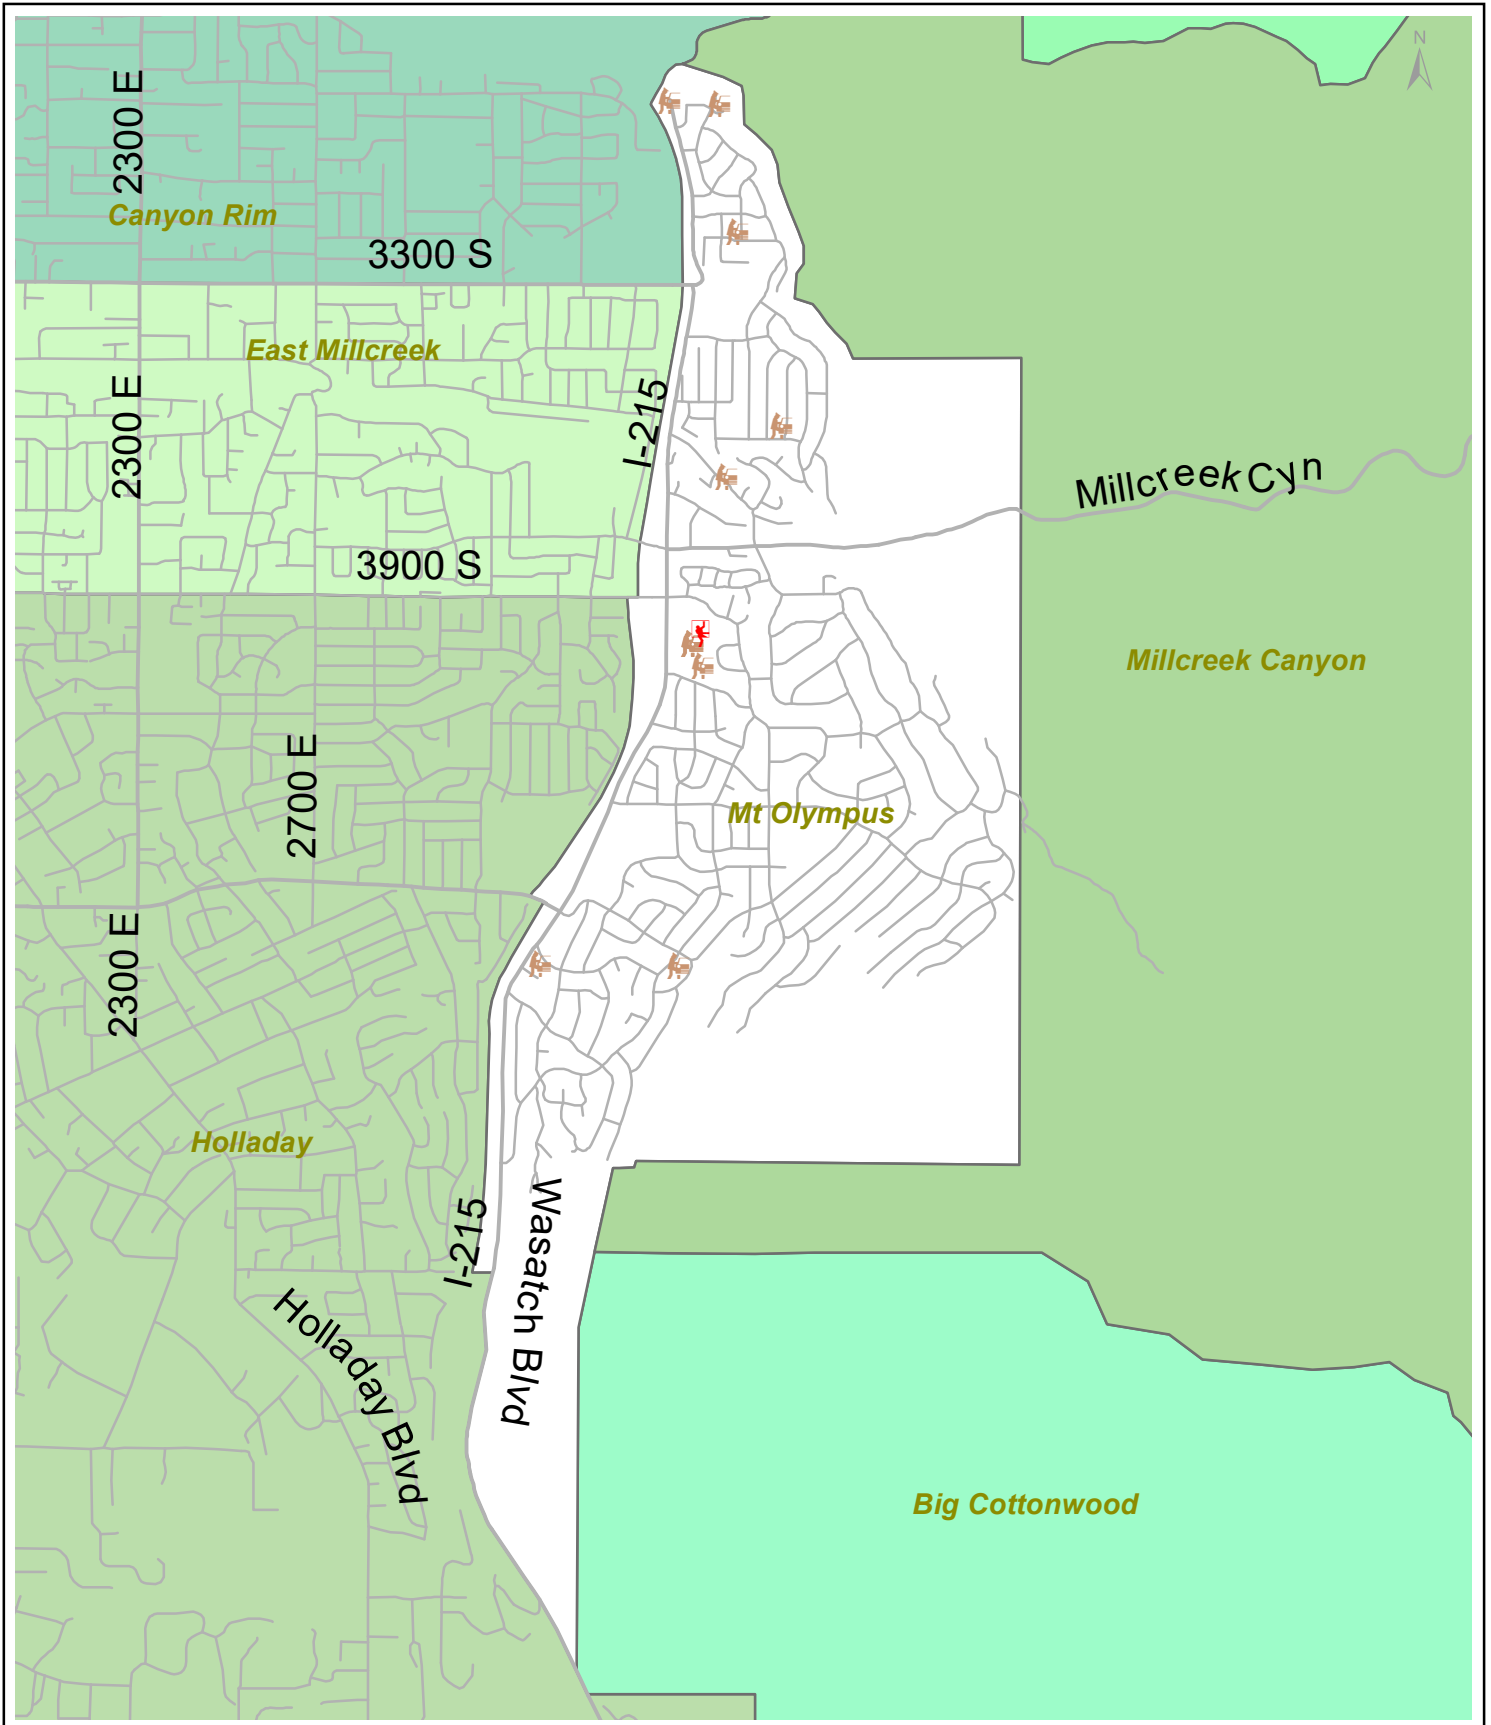 N
2300 E
Canyon Rim
3300 S
East Millcreek
2300 E
I-215
Millcreek Cyn
3900 S
Millcreek Canyon
2700 E
Mt Olympus
2300 E
Holladay
I-215
Wasatch Blvd
Holladay Blvd
Big Cottonwood